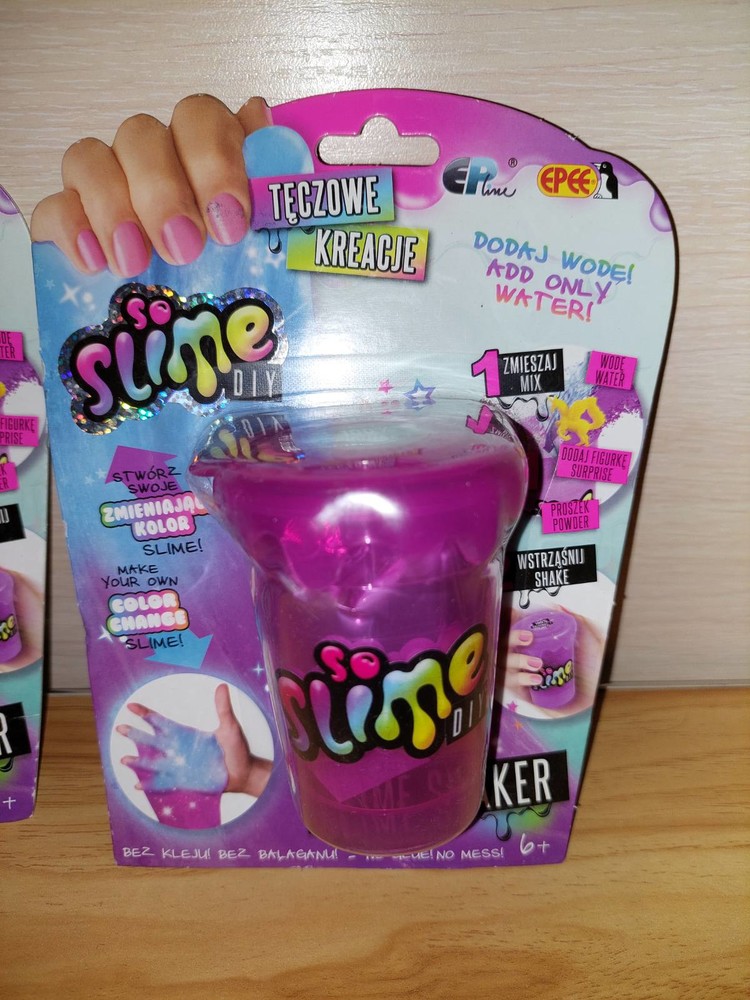 TĘCZOWE
KREACJE
EPline®
EPEE®
DODAJ WODĘ!
ADD ONLY
WATER!
SO
SLIME
DIY
1 ZMIESZAJ
MIX
WODĘ
WATER
DODAJ FIGURKĘ
SURPRISE
PROSZEK
POWDER
STWÓRZ
SWOJE
ZMIENIAJĄC
KOLOR
SLIME!
MAKE
YOUR OWN
COLOR
CHANGE
SLIME!
WSTRZĄŚNIJ
SHAKE
SO
SLIME
DIY
KER
BEZ KLEJU! BEZ BAŁAGANU! NO MESS!
6+